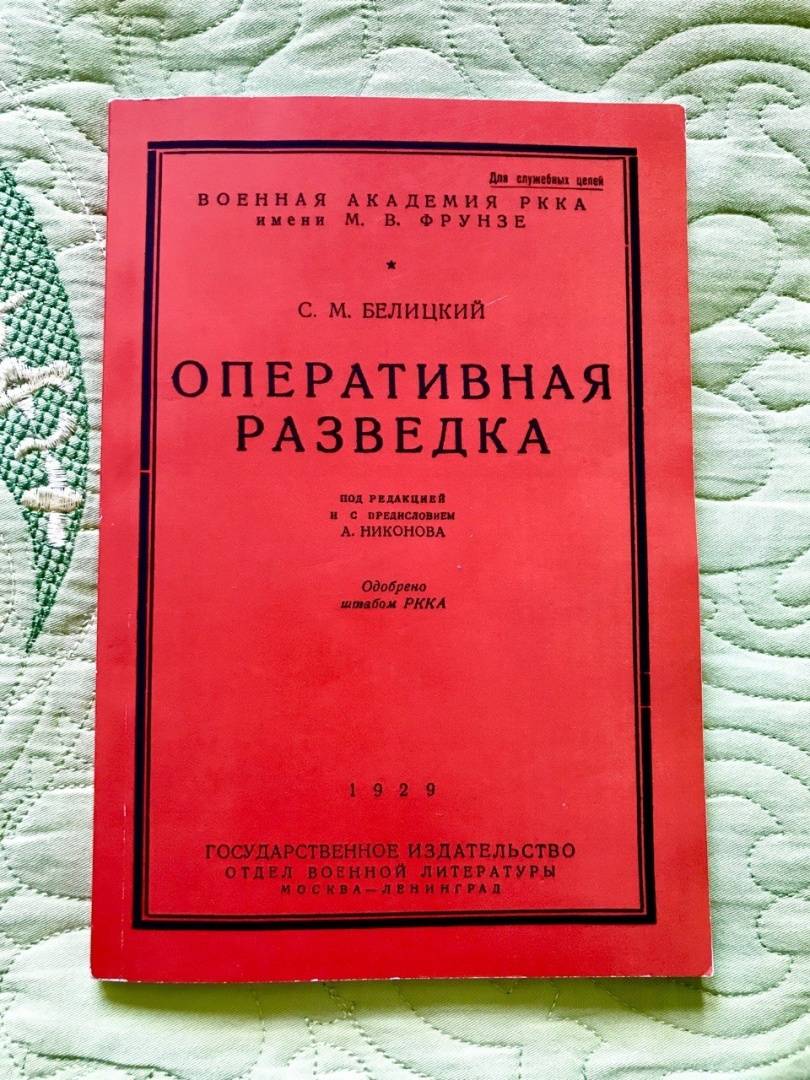 Для служебных целей
ВОЕННАЯ АКАДЕМИЯ РККА
имени М. В. ФРУНЗЕ
С. М. БЕЛИЦКИЙ
ОПЕРАТИВНАЯ
РАЗВЕДКА
ПОД РЕДАКЦИЕЙ
И С ПРЕДИСЛОВИЕМ
А. НИКОНОВА
Одобрено
штабом РККА
1929
ГОСУДАРСТВЕННОЕ ИЗДАТЕЛЬСТВО
ОТДЕЛ ВОЕННОЙ ЛИТЕРАТУРЫ
МОСКВА—ЛЕНИНГРАД